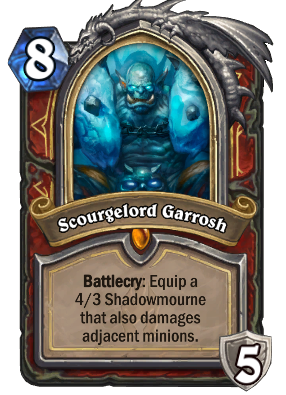 8
Scourgelord Garrosh
Battlecry: Equip a
4/3 Shadowmourne
that also damages
adjacent minions.
5